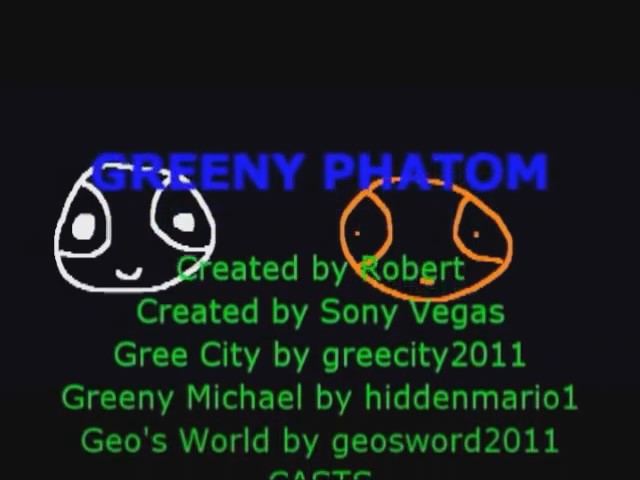 GREENY PHATOM
Created by Robert
Created by Sony Vegas
Gree City by greecity2011
Greeny Michael by hiddenmario1
Geo's World by geosword2011
CASTS